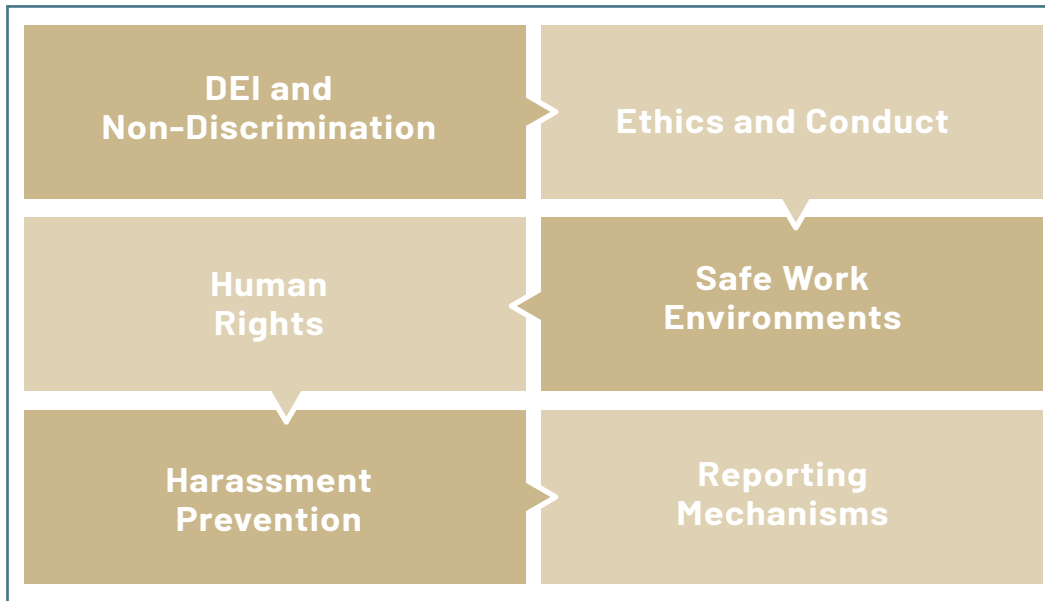 DEI and
Non-Discrimination
Ethics and Conduct
Safe Work
Environments
Human
Rights
Harassment
Prevention
Reporting
Mechanisms